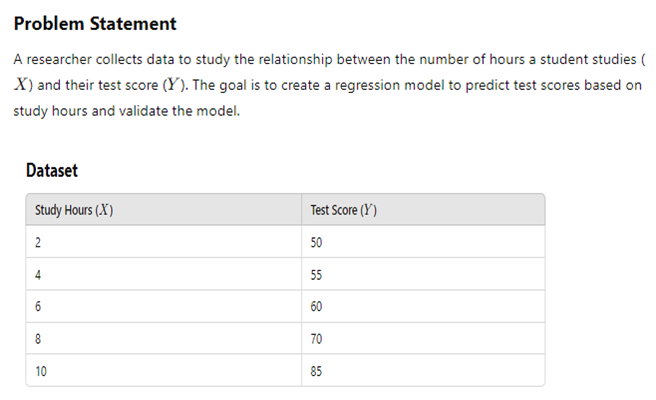 Problem Statement
A researcher collects data to study the relationship between the number of hours a student studies (
X) and their test score (Y). The goal is to create a regression model to predict test scores based on
study hours and validate the model.
Dataset
Study Hours (X) Test Score (Y)
2 50
4 55
6 60
8 70
10 85